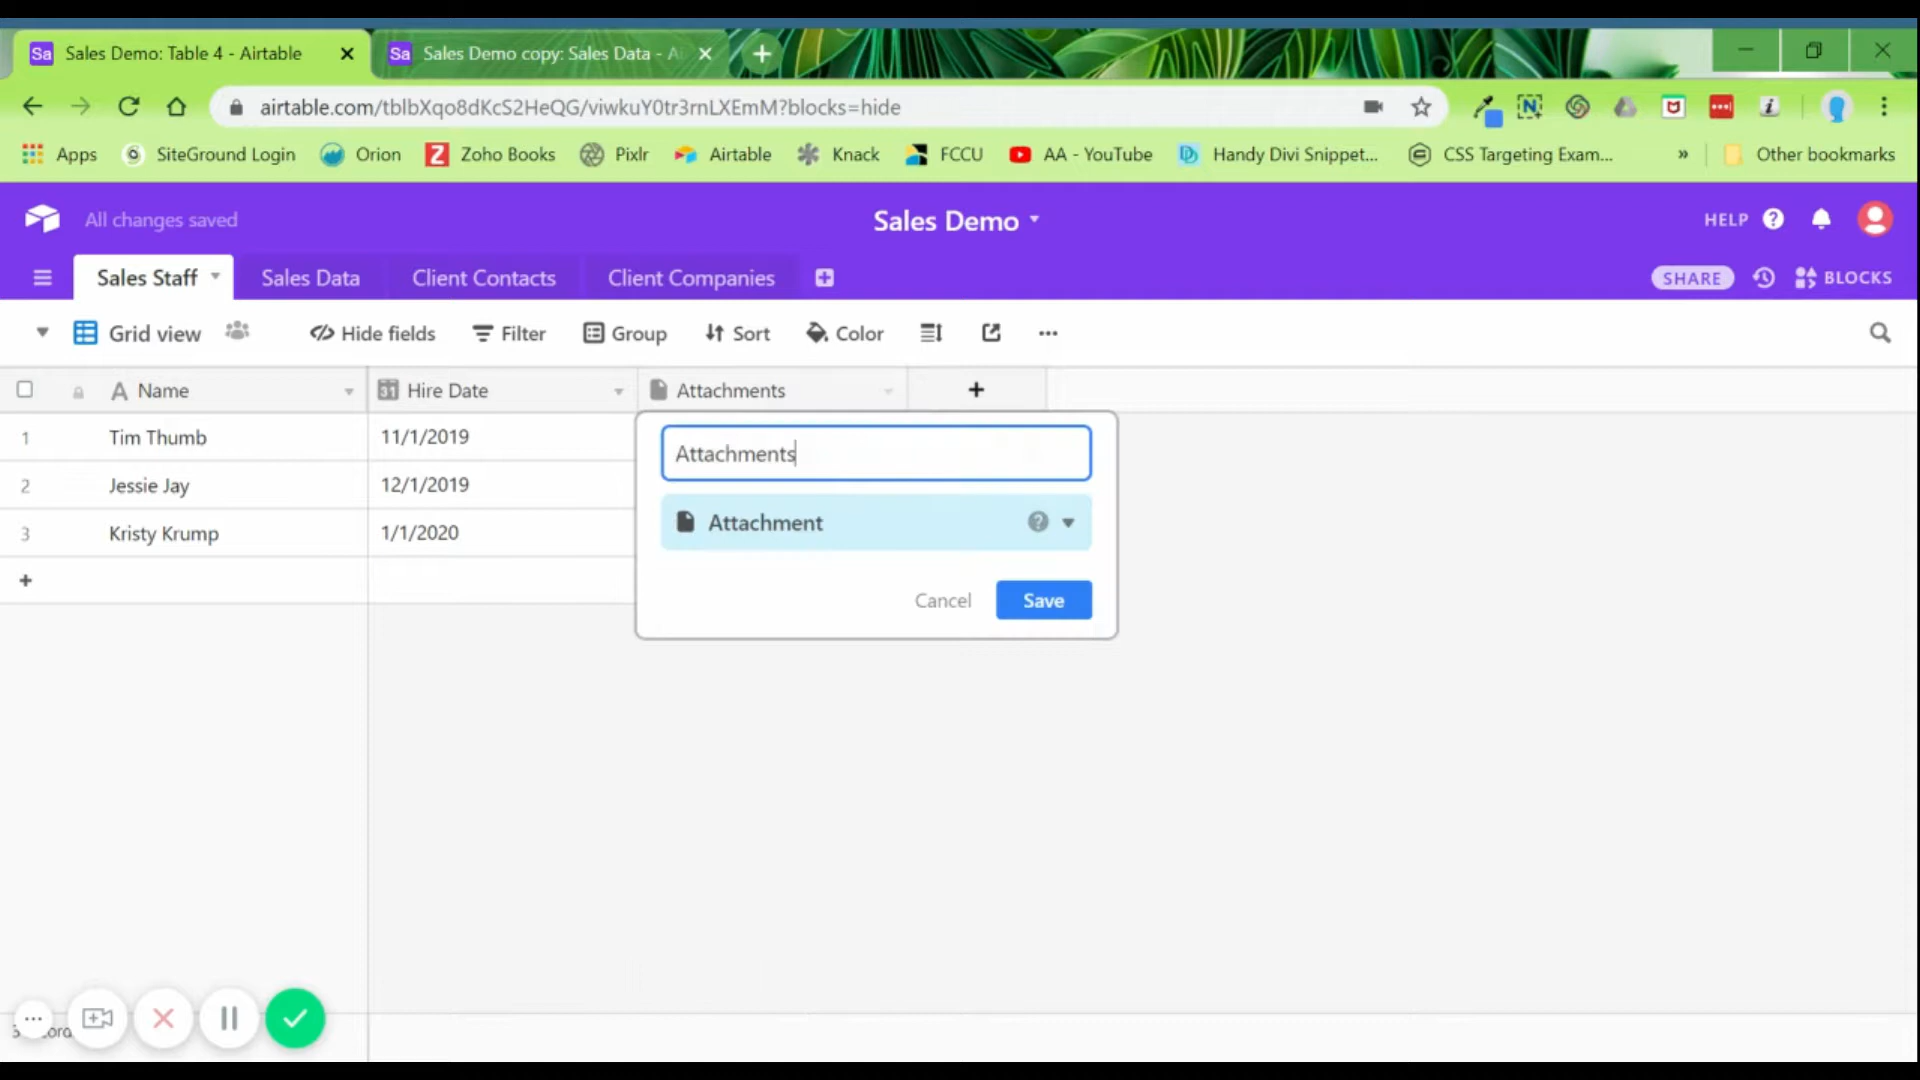 Sa Sales Demo: Table 4 - Airtable Sa Sales Demo copy: Sales Data - Ai
airtable.com/tblbXqo8dKcS2HeQG/viwkuY0tr3rnLXEmM?blocks=hide
Apps SiteGround Login Orion Zoho Books Pixlr Airtable Knack FCCU AA - YouTube Handy Divi Snippet... CSS Targeting Exam... » Other bookmarks
All changes saved Sales Demo HELP
Sales Staff Sales Data Client Contacts Client Companies SHARE BLOCKS
Grid view Hide fields Filter Group Sort Color
Name Hire Date Attachments
1 Tim Thumb 11/1/2019
2 Jessie Jay 12/1/2019
3 Kristy Krump 1/1/2020
Attachments
Attachment
Cancel Save